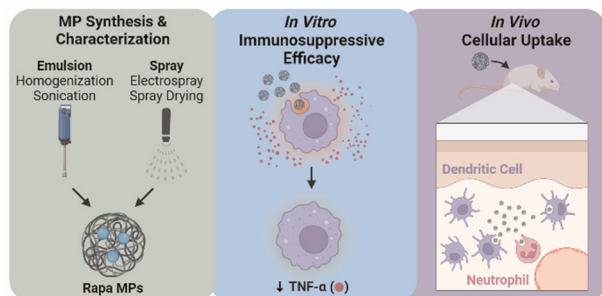 MP Synthesis &
Characterization
Emulsion
Homogenization
Sonication
Spray
Electrospray
Spray Drying
Rapa MPs
In Vitro
Immunosuppressive
Efficacy
↓ TNF-α ( )
In Vivo
Cellular Uptake
Dendritic Cell
Neutrophil